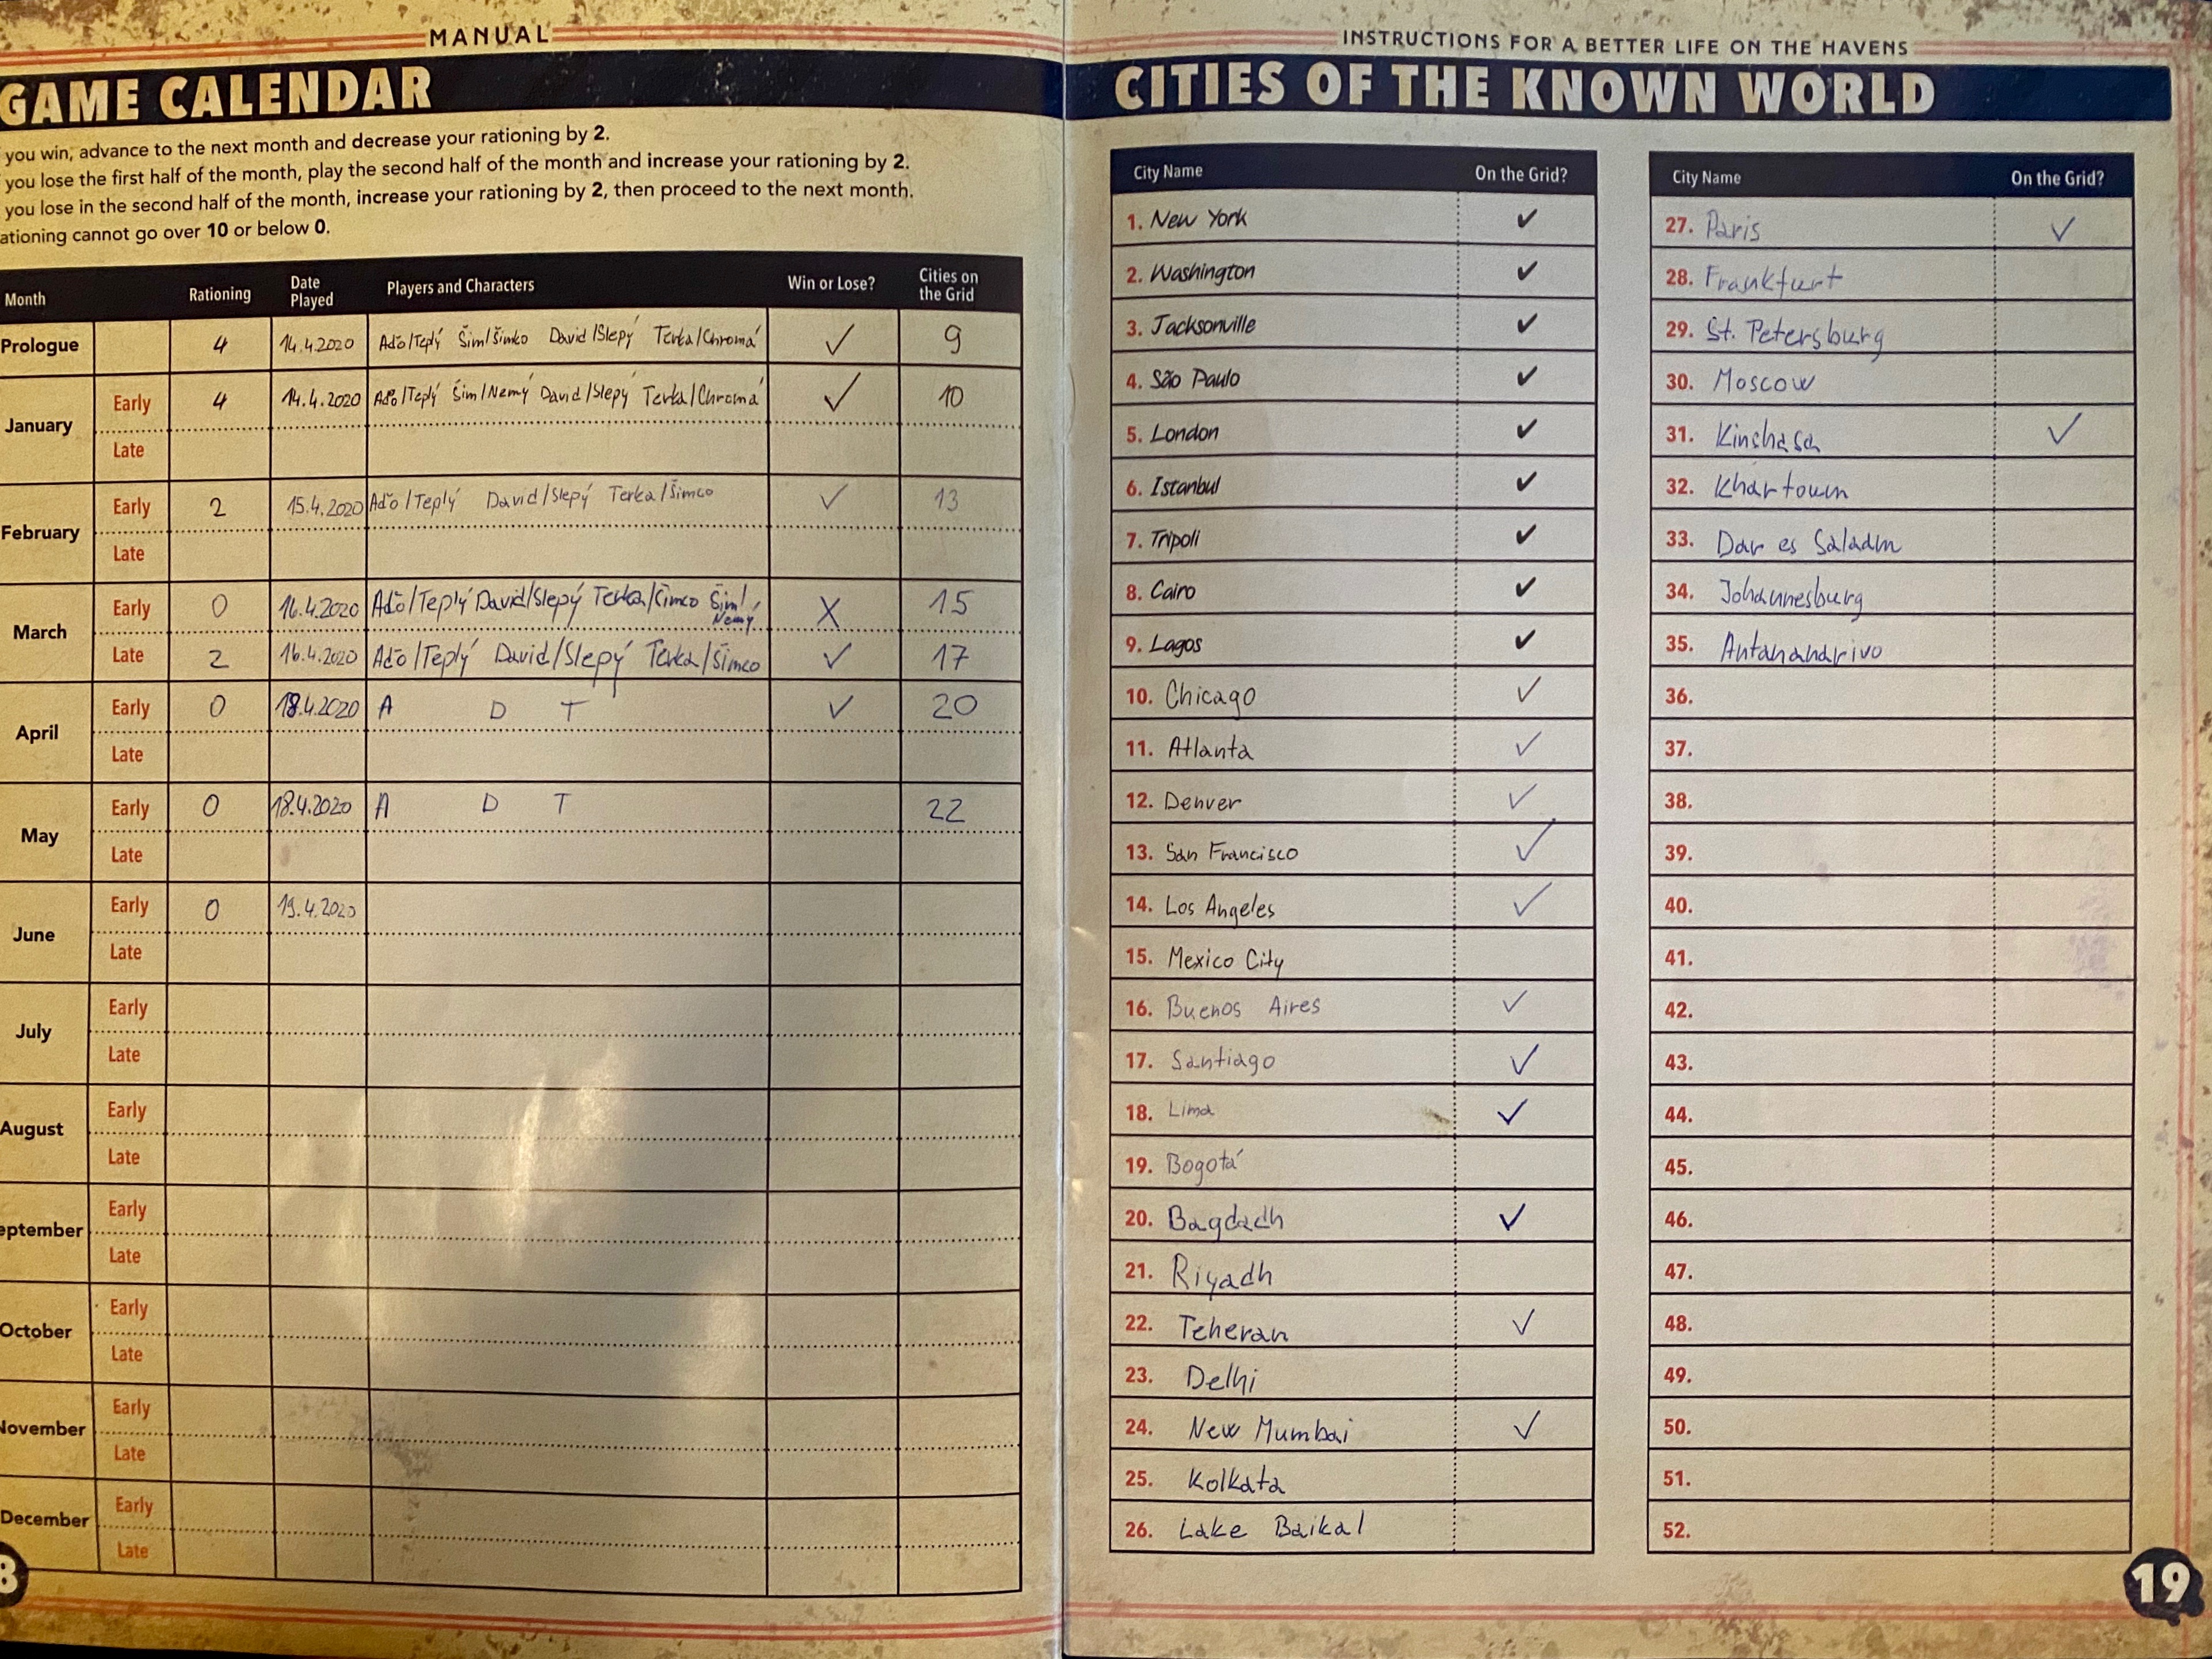 MANUAL
GAME CALENDAR
you win, advance to the next month and decrease your rationing by 2.
you lose the first half of the month, play the second half of the month and increase your rationing by 2.
you lose in the second half of the month, increase your rationing by 2, then proceed to the next month.
ationing cannot go over 10 or below 0.
Month Rationing Date Played Players and Characters Win or Lose? Cities on the Grid
Prologue 4 14.4.2020 Aďo/Teplý Šim/Šimko David/Slepý Terka/Chromá ✓ 9
January Early 4 14.4.2020 Aďo/Teplý Šim/Nemý David/Slepý Terka/Chromá ✓ 10
Late
February Early 2 15.4.2020 Aďo/Teplý David/Slepý Terka/Šimco ✓ 13
Late
March Early 0 16.4.2020 Aďo/Teplý David/Slepý Terka/Šimco Šim/Nemý X 15
Late 2 16.4.2020 Aďo/Teplý David/Slepý Terka/Šimco ✓ 17
April Early 0 18.4.2020 A D T ✓ 20
Late
May Early 0 18.4.2020 A D T 22
Late
June Early 0 19.4.2020
Late
July Early
Late
August Early
Late
eptember Early
Late
October Early
Late
November Early
Late
December Early
Late
8
INSTRUCTIONS FOR A BETTER LIFE ON THE HAVENS
CITIES OF THE KNOWN WORLD
City Name On the Grid?
1. New York ✓
2. Washington ✓
3. Jacksonville ✓
4. São Paulo ✓
5. London ✓
6. Istanbul ✓
7. Tripoli ✓
8. Cairo ✓
9. Lagos ✓
10. Chicago ✓
11. Atlanta ✓
12. Denver ✓
13. San Francisco ✓
14. Los Angeles ✓
15. Mexico City
16. Buenos Aires ✓
17. Santiago ✓
18. Lima ✓
19. Bogotá
20. Bagdadh ✓
21. Riyadh
22. Teheran ✓
23. Delhi
24. New Mumbai ✓
25. Kolkata
26. Lake Baikal
City Name On the Grid?
27. Paris ✓
28. Frankfurt
29. St. Petersburg
30. Moscow
31. Kinshasa ✓
32. Khartoum
33. Dar es Saladm
34. Johannesburg
35. Antananarivo
36.
37.
38.
39.
40.
41.
42.
43.
44.
45.
46.
47.
48.
49.
50.
51.
52.
19